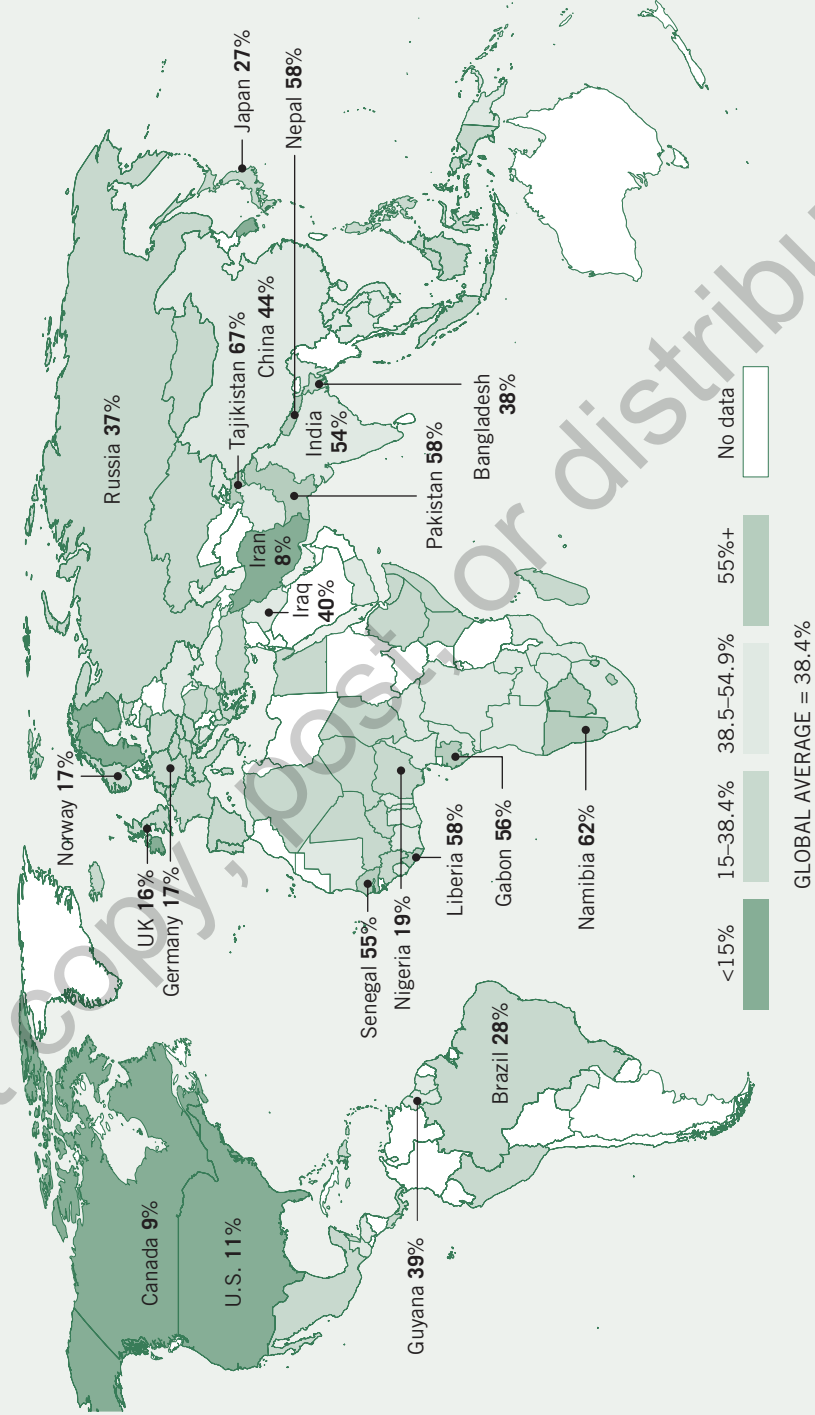 Canada 9%
U.S. 11%
Guyana 39%
Brazil 28%
Norway 17%
UK 16%
Germany 17%
Senegal 55%
Nigeria 19%
Liberia 58%
Gabon 56%
Namibia 62%
Russia 37%
Tajikistan 67%
China 44%
Iran
8%
Iraq
40%
India
54%
Pakistan 58%
Bangladesh
38%
Japan 27%
Nepal 58%
<15%
15–38.4%
38.5–54.9%
55%+
No data
GLOBAL AVERAGE = 38.4%
copy, post, or distribu